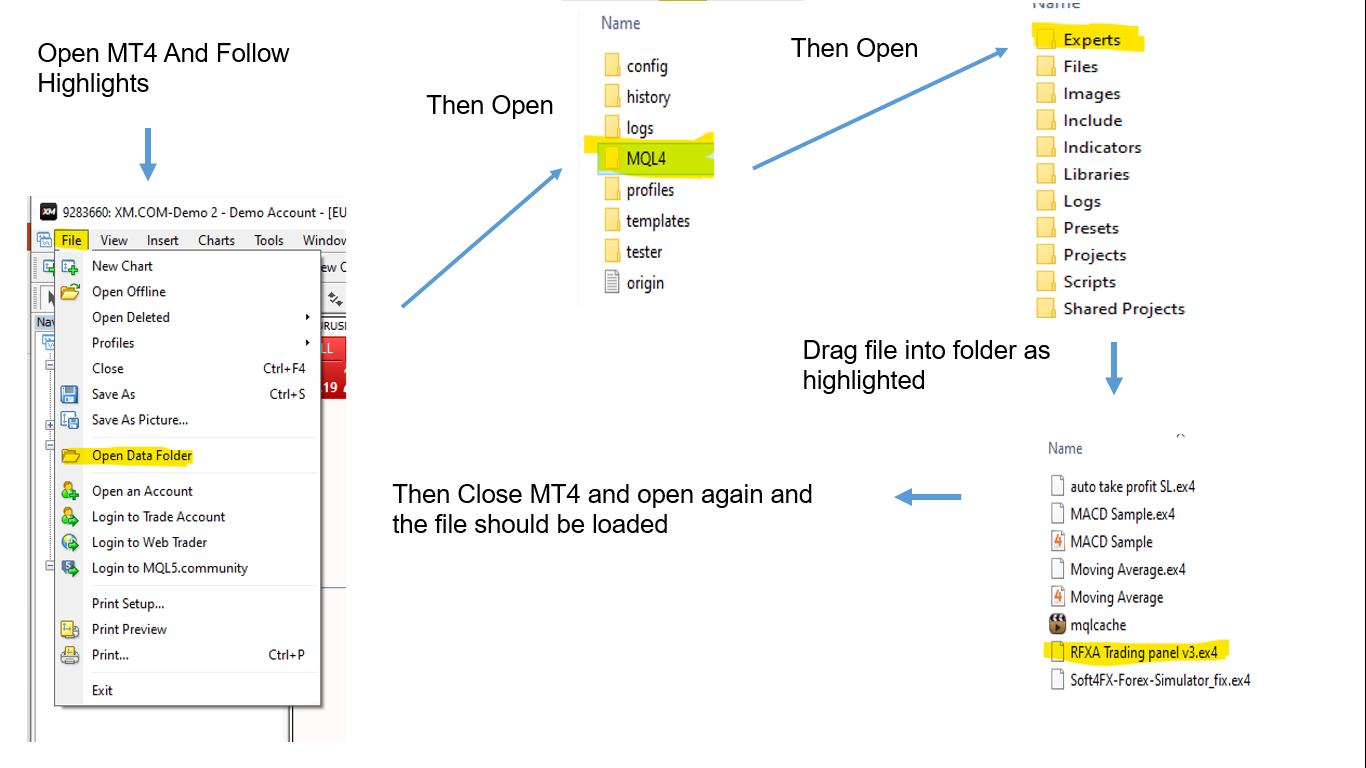 Open MT4 And Follow
Highlights
9283660: XM.COM-Demo 2 - Demo Account - [EU
File View Insert Charts Tools Window
New Chart
Open Offline
Open Deleted
Profiles
Close Ctrl+F4
Save As Ctrl+S
Save As Picture...
Open Data Folder
Open an Account
Login to Trade Account
Login to Web Trader
Login to MQL5.community
Print Setup...
Print Preview
Print... Ctrl+P
Exit
Nav
ew C
URUSI
LL
19
Then Open
Name
config
history
logs
MQL4
profiles
templates
tester
origin
Then Open
Name
Experts
Files
Images
Include
Indicators
Libraries
Logs
Presets
Projects
Scripts
Shared Projects
Drag file into folder as
highlighted
Name
auto take profit SL.ex4
MACD Sample.ex4
MACD Sample
Moving Average.ex4
Moving Average
mqlcache
RFXA Trading panel v3.ex4
Soft4FX-Forex-Simulator_fix.ex4
Then Close MT4 and open again and
the file should be loaded